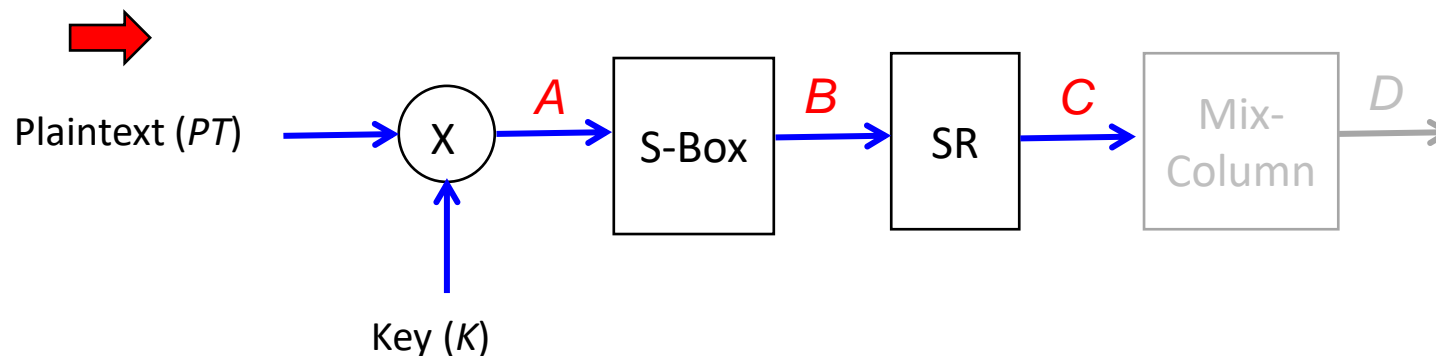 Plaintext (PT)
X
A
S-Box
B
SR
C
Mix-
Column
D
Key (K)